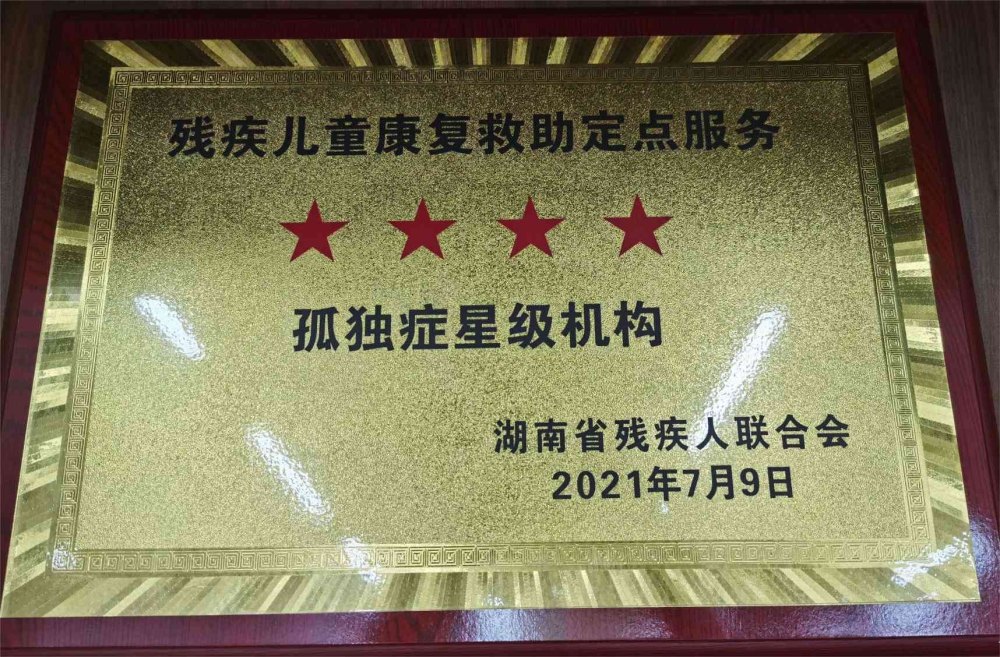 残疾儿童康复救助定点服务
★ ★ ★ ★
孤独症星级机构
湖南省残疾人联合会
2021年7月9日